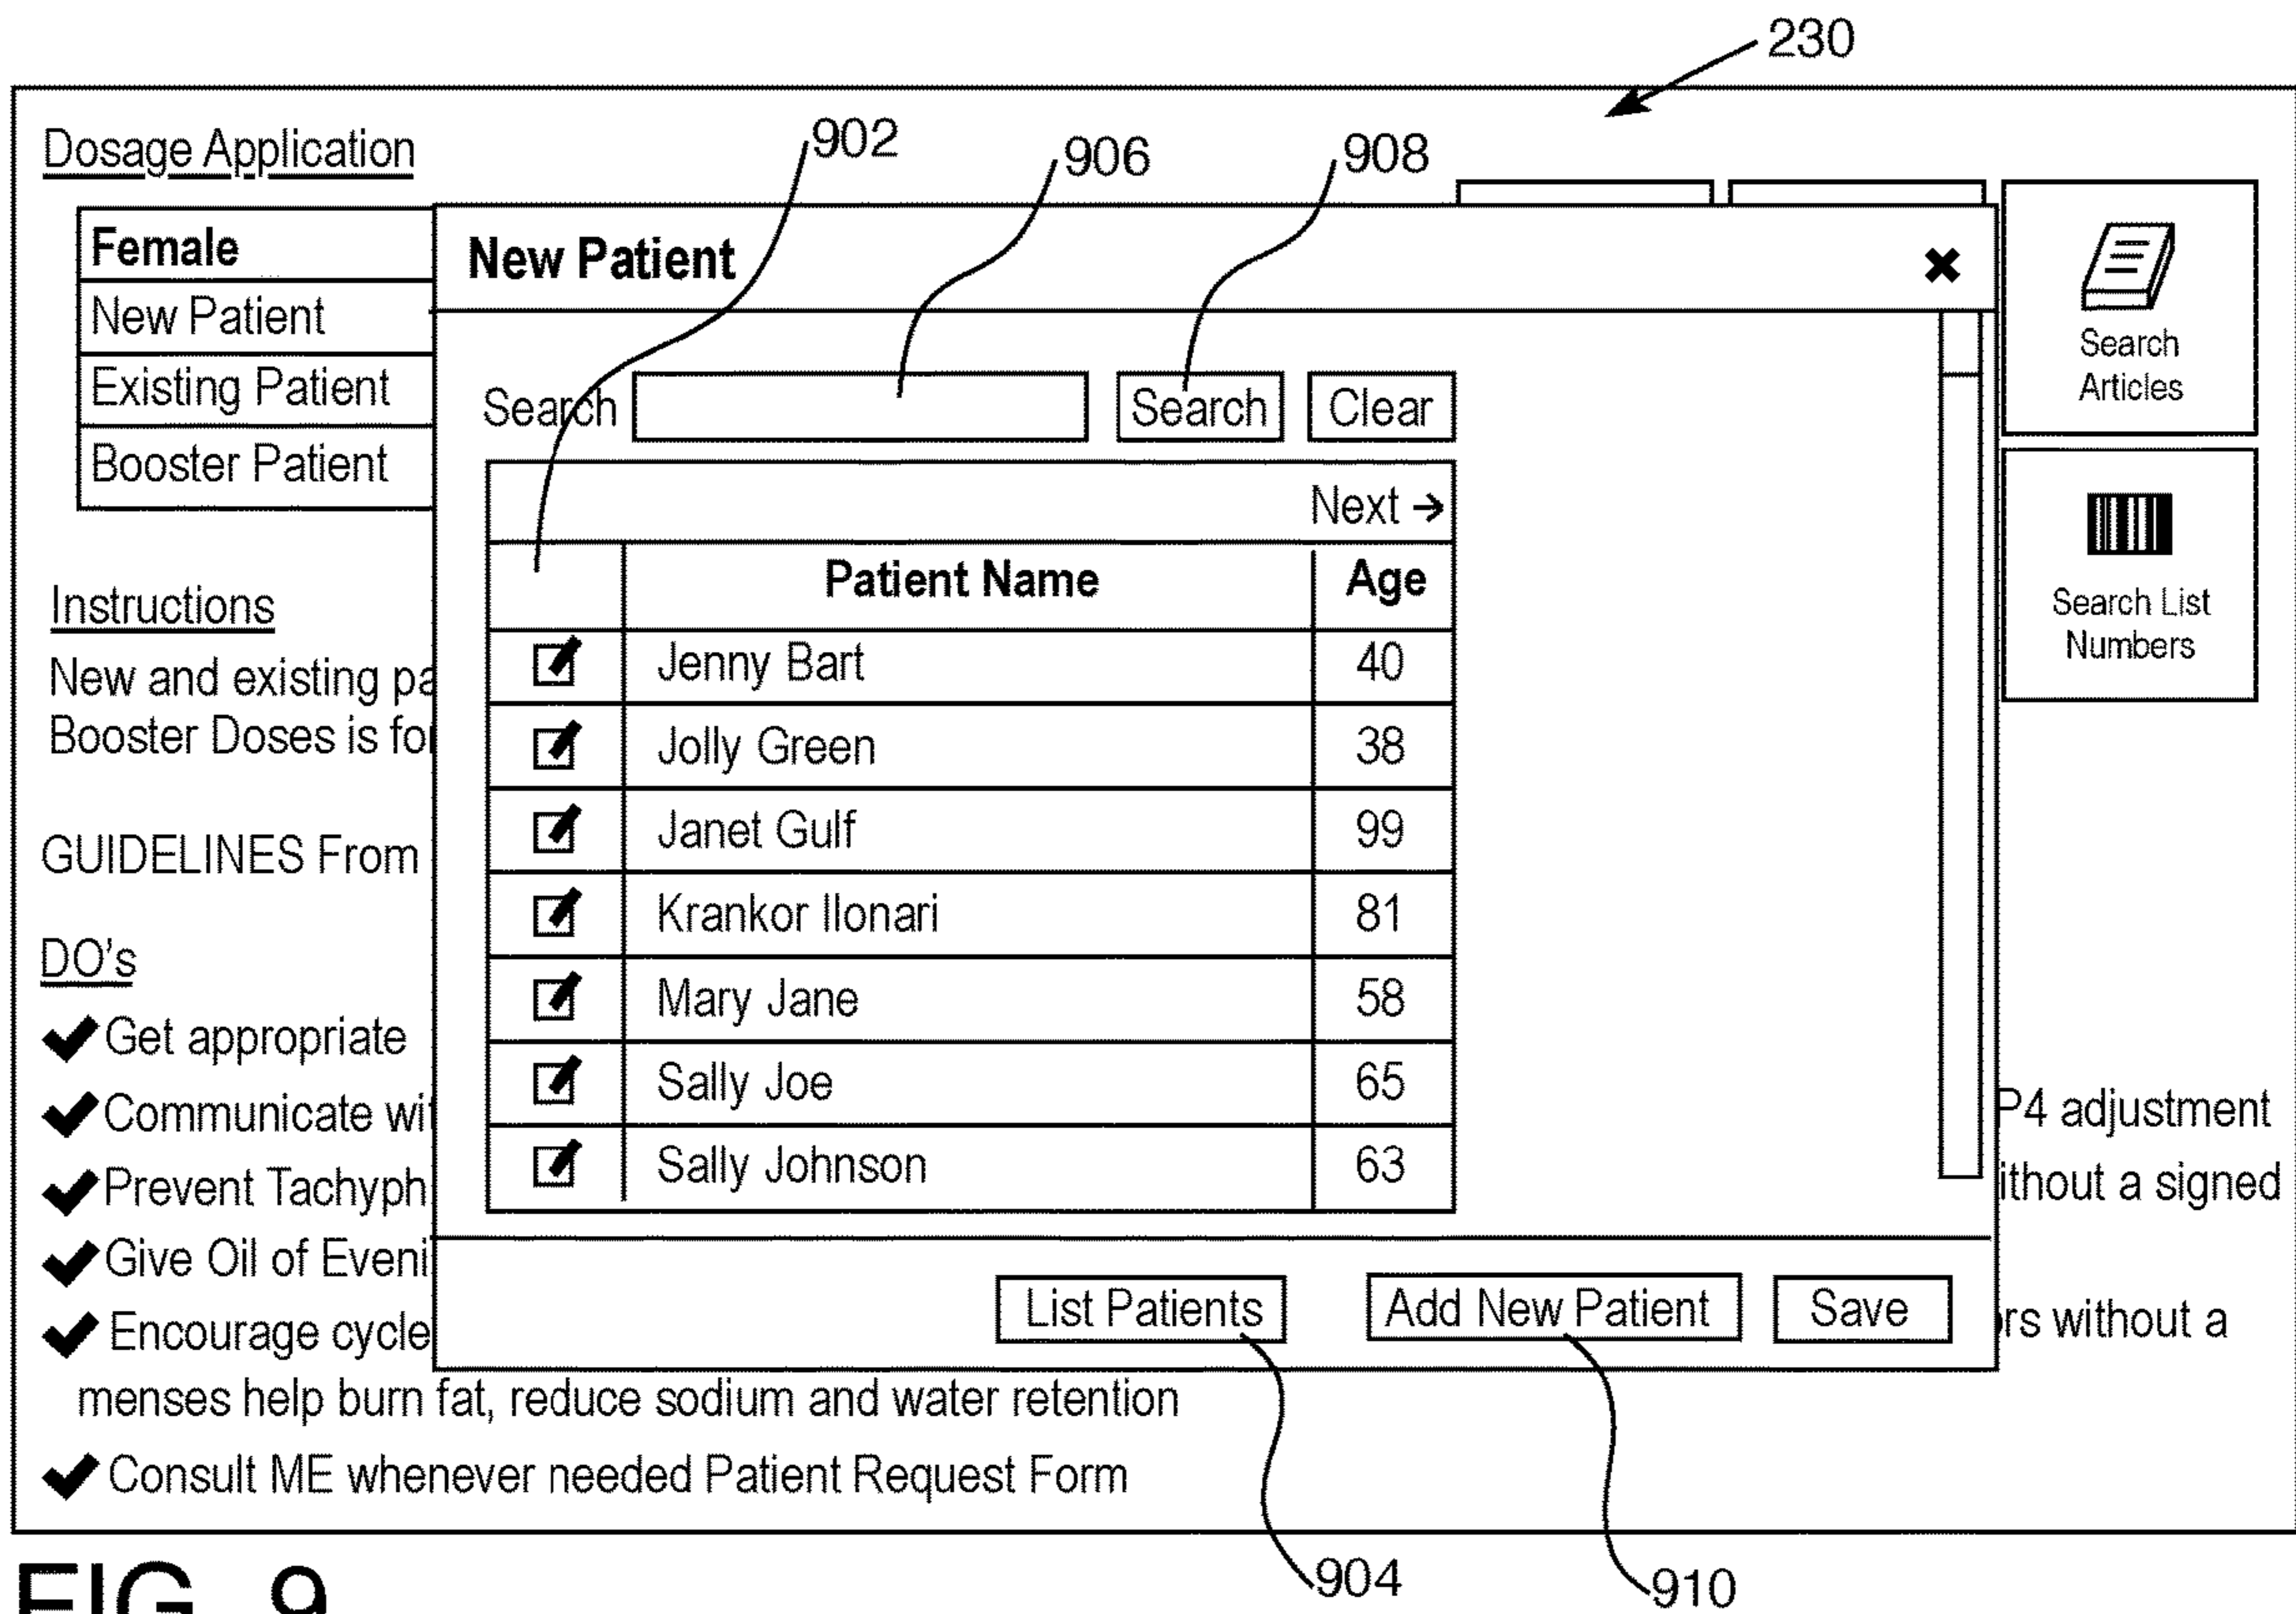 230
902
906
908
Dosage Application
Female
New Patient
Existing Patient
Booster Patient
New Patient
Search
Search
Clear
Next →
Patient Name Age
Jenny Bart 40
Jolly Green 38
Janet Gulf 99
Krankor Ilonari 81
Mary Jane 58
Sally Joe 65
Sally Johnson 63
List Patients
Add New Patient
Save
Search
Articles
Search List
Numbers
Instructions
New and existing pa
Booster Doses is for
GUIDELINES From
DO's
Get appropriate
Communicate wit
P4 adjustment
Prevent Tachyph
ithout a signed
Give Oil of Eveni
Encourage cycle
rs without a
menses help burn fat, reduce sodium and water retention
Consult ME whenever needed Patient Request Form
904
910
FIG. 9